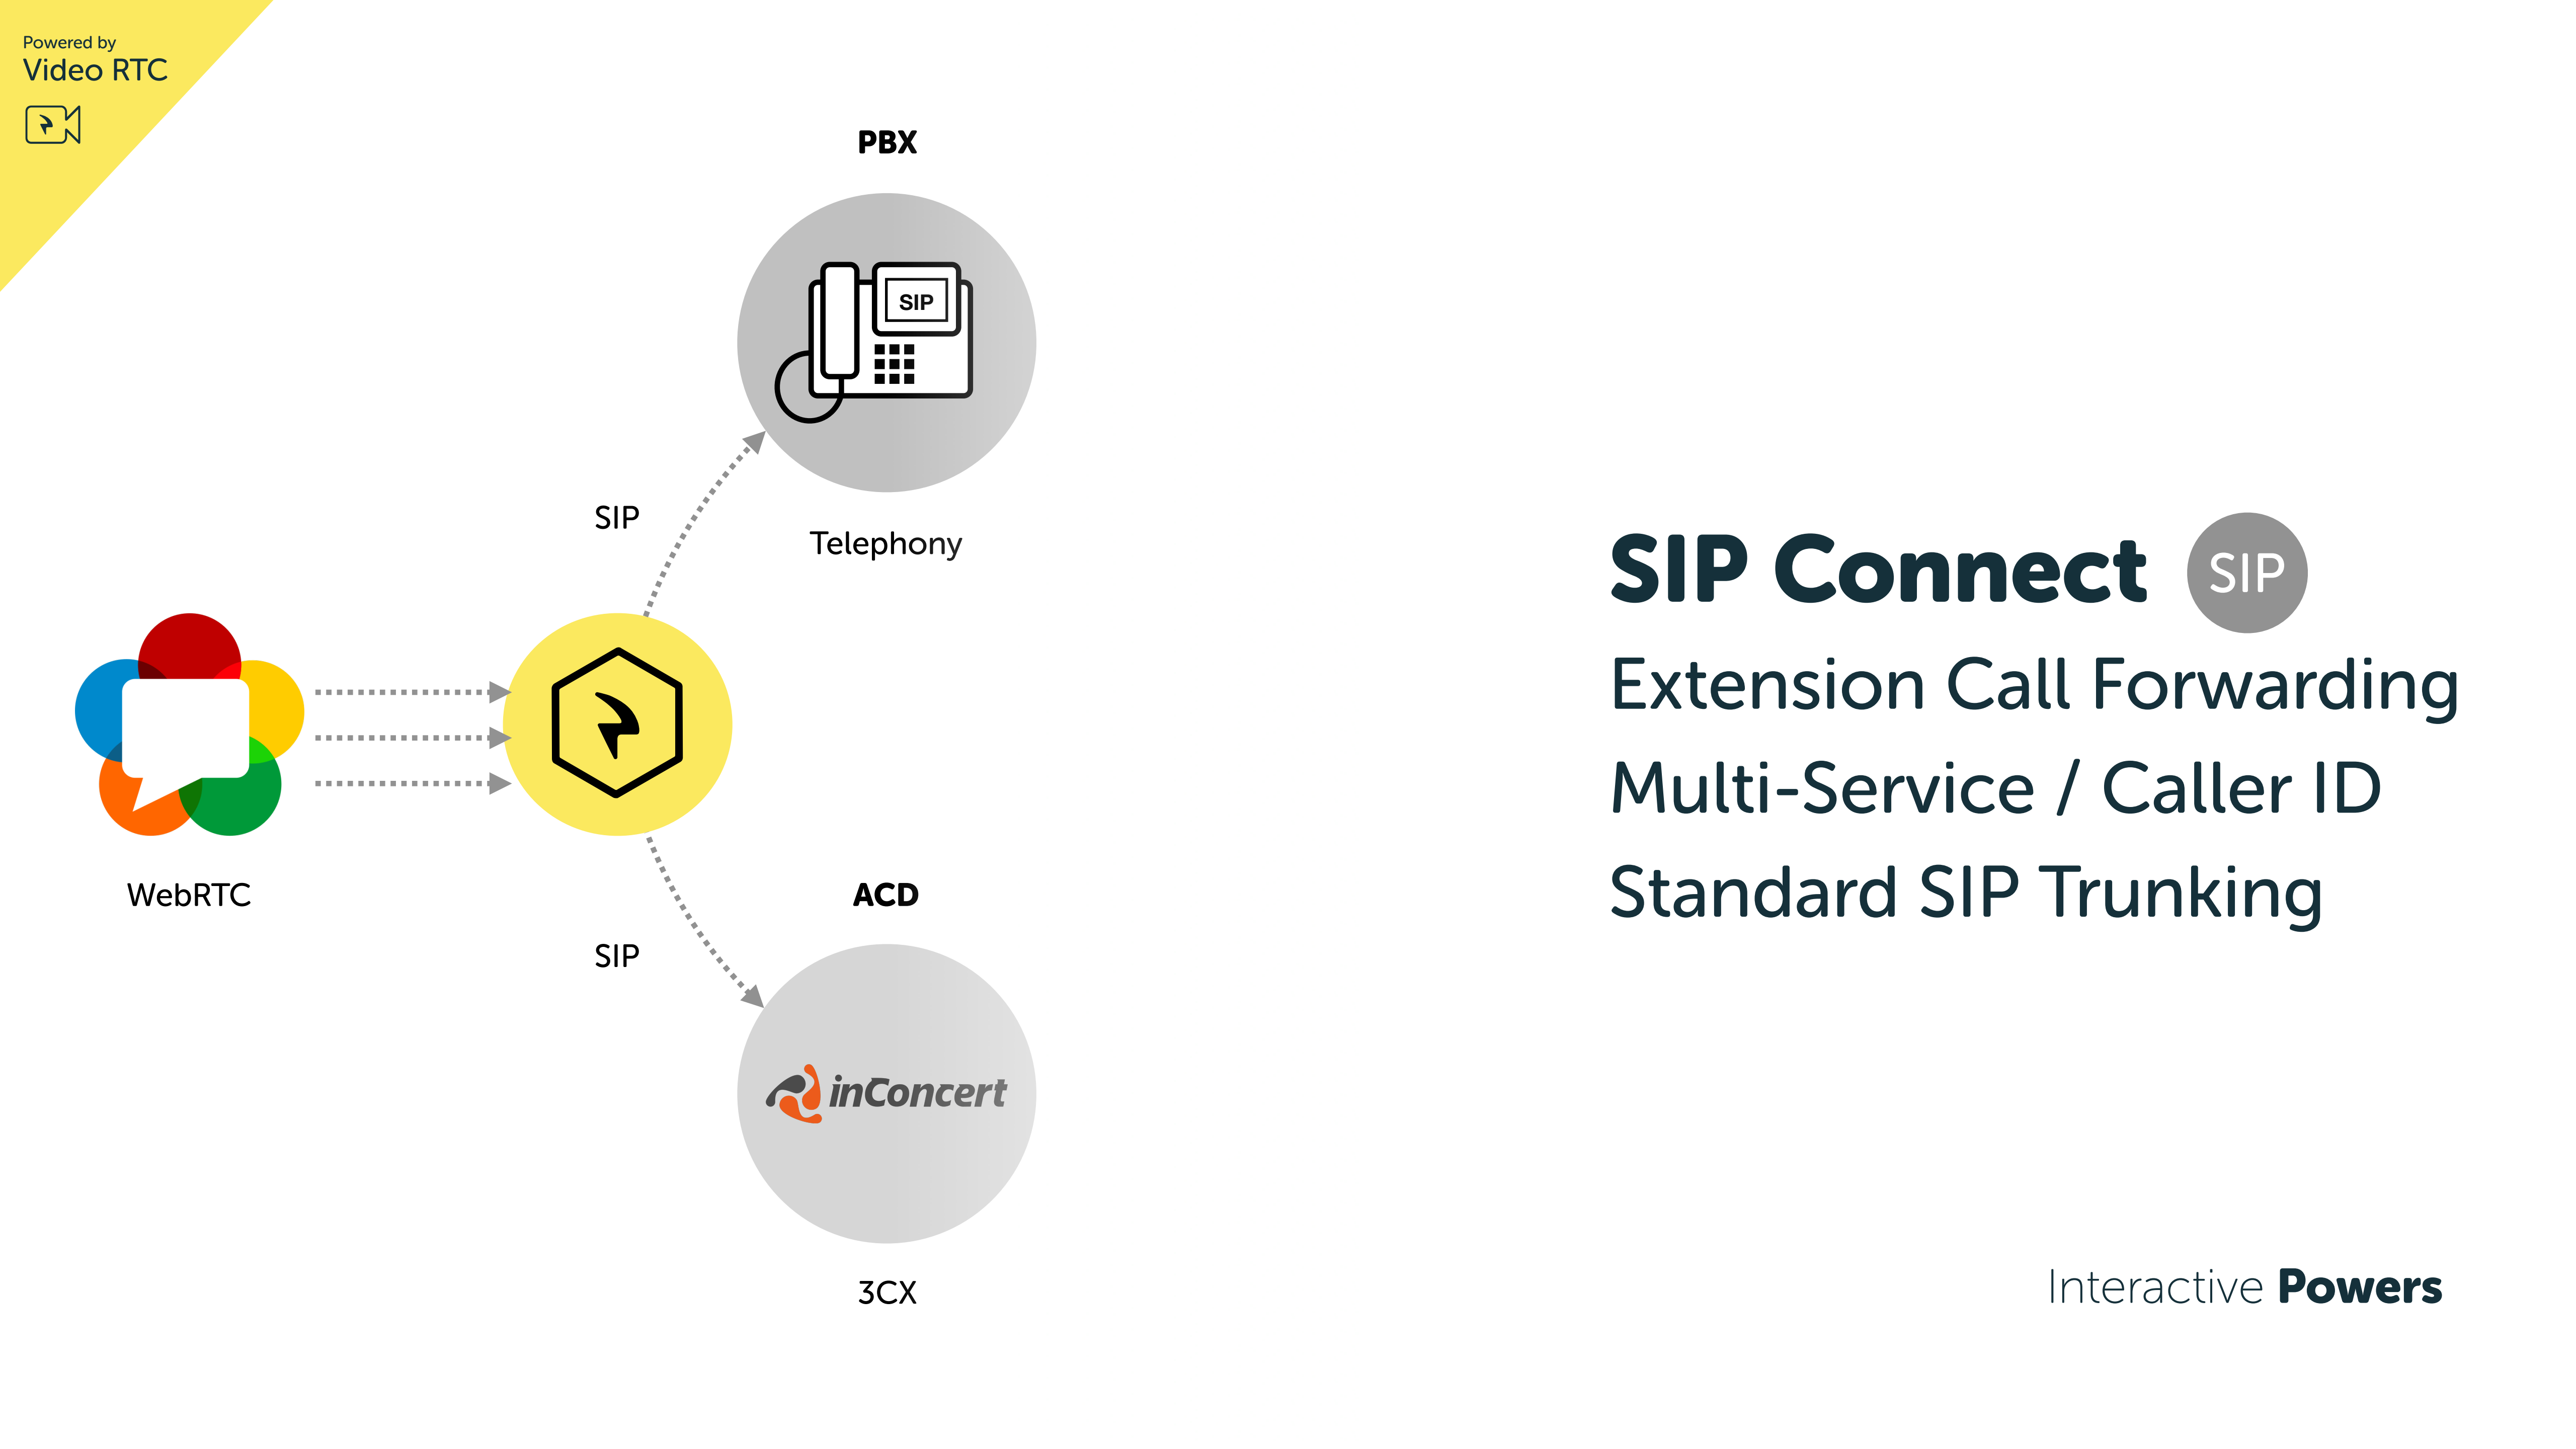 Powered by
Video RTC
PBX
SIP
Telephony
SIP
WebRTC
SIP
ACD
inConcert
3CX
SIP Connect SIP
Extension Call Forwarding
Multi-Service / Caller ID
Standard SIP Trunking
Interactive Powers